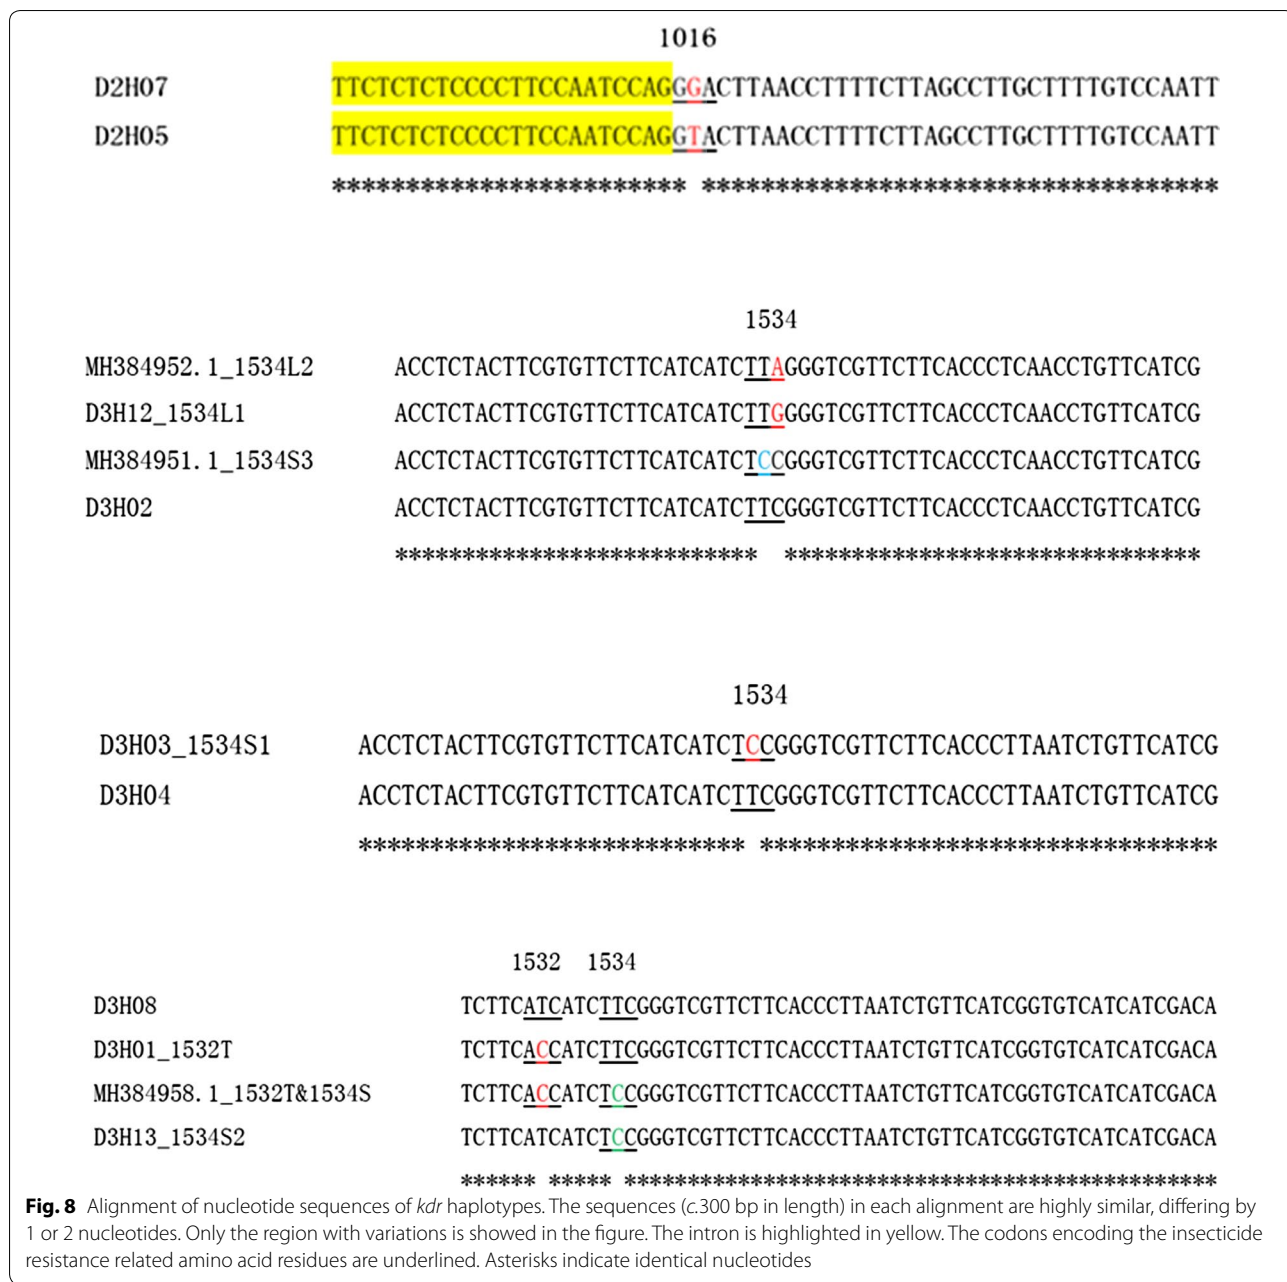 1016
D2H07 TTCTCTCTCCCCTTCCAATCCAGGGACTTAACCTTTTCTTAGCCTTGCTTTTGTCCAATT
D2H05 TTCTCTCTCCCCTTCCAATCCAGGTACTTAACCTTTTCTTAGCCTTGCTTTTGTCCAATT
************************ ***********************************
1534
MH384952.1_1534L2 ACCTCTACTTCGTGTTCTTCATCATCTTAGGGTCGTTCTTCACCCTCAACCTGTTCATCG
D3H12_1534L1 ACCTCTACTTCGTGTTCTTCATCATCTTGGGGTCGTTCTTCACCCTCAACCTGTTCATCG
MH384951.1_1534S3 ACCTCTACTTCGTGTTCTTCATCATCTCCGGGTCGTTCTTCACCCTCAACCTGTTCATCG
D3H02 ACCTCTACTTCGTGTTCTTCATCATCTTCGGGTCGTTCTTCACCCTCAACCTGTTCATCG
***************************  *******************************
1534
D3H03_1534S1 ACCTCTACTTCGTGTTCTTCATCATCTCCGGGTCGTTCTTCACCCTTAATCTGTTCATCG
D3H04 ACCTCTACTTCGTGTTCTTCATCATCTTCGGGTCGTTCTTCACCCTTAATCTGTTCATCG
*************************** ********************************
1532 1534
D3H08 TCTTCATCATCTTCGGGTCGTTCTTCACCCTTAATCTGTTCATCGGTGTCATCATCGACA
D3H01_1532T TCTTCACCATCTTCGGGTCGTTCTTCACCCTTAATCTGTTCATCGGTGTCATCATCGACA
MH384958.1_1532T&1534S TCTTCACCATCTCCGGGTCGTTCTTCACCCTTAATCTGTTCATCGGTGTCATCATCGACA
D3H13_1534S2 TCTTCATCATCTCCGGGTCGTTCTTCACCCTTAATCTGTTCATCGGTGTCATCATCGACA
****** ***** ***********************************************
Fig. 8 Alignment of nucleotide sequences of kdr haplotypes. The sequences (c.300 bp in length) in each alignment are highly similar, differing by
1 or 2 nucleotides. Only the region with variations is showed in the figure. The intron is highlighted in yellow. The codons encoding the insecticide
resistance related amino acid residues are underlined. Asterisks indicate identical nucleotides